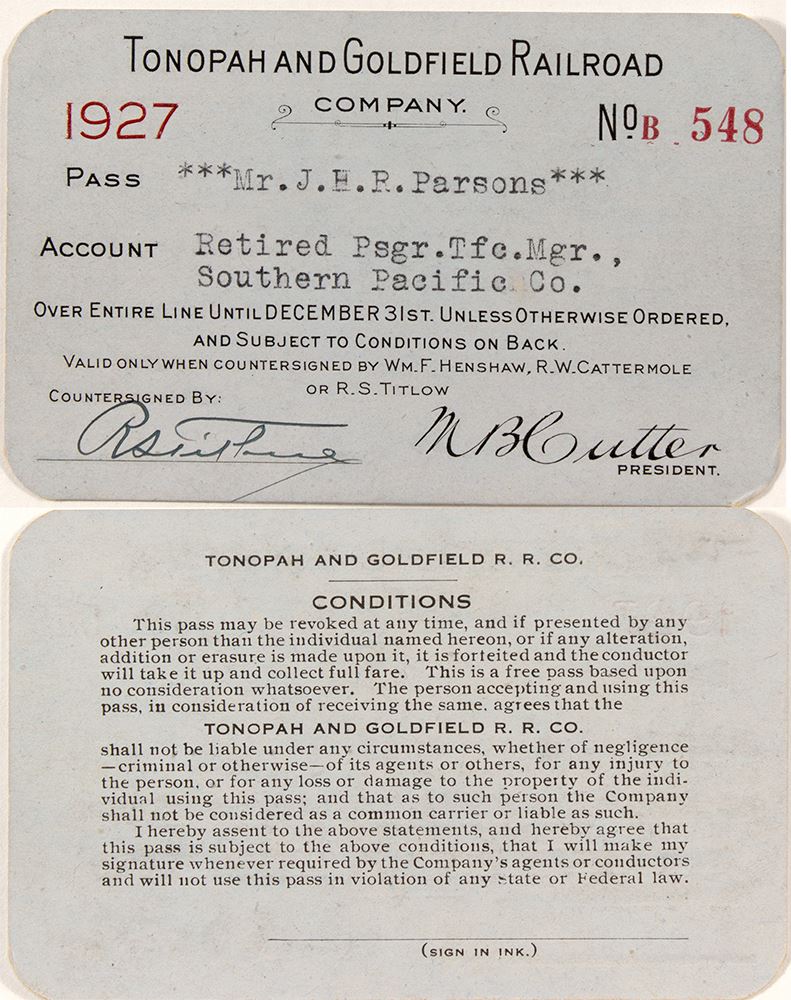 TONOPAH AND GOLDFIELD RAILROAD
COMPANY.
1927
No B 548
PASS ***Mr.J.H.R.Parsons***
ACCOUNT Retired Psgr.Tfc.Mgr.,
Southern Pacific Co.
OVER ENTIRE LINE UNTIL DECEMBER 31ST. UNLESS OTHERWISE ORDERED,
AND SUBJECT TO CONDITIONS ON BACK.
VALID ONLY WHEN COUNTERSIGNED BY WM.F.HENSHAW, R.W.CATTERMOLE
OR R.S.TITLOW
COUNTERSIGNED BY:
RSTitlow
MBCutter
PRESIDENT.
TONOPAH AND GOLDFIELD R. R. CO.
CONDITIONS
This pass may be revoked at any time, and if presented by any
other person than the individual named hereon, or if any alteration,
addition or erasure is made upon it, it is forfeited and the conductor
will take it up and collect full fare. This is a free pass based upon
no consideration whatsoever. The person accepting and using this
pass, in consideration of receiving the same, agrees that the
TONOPAH AND GOLDFIELD R. R. CO.
shall not be liable under any circumstances, whether of negligence
—criminal or otherwise—of its agents or others, for any injury to
the person, or for any loss or damage to the property of the indi-
vidual using this pass; and that as to such person the Company
shall not be considered as a common carrier or liable as such.
I hereby assent to the above statements, and hereby agree that
this pass is subject to the above conditions, that I will make my
signature whenever required by the Company's agents or conductors
and will not use this pass in violation of any State or Federal law.
(SIGN IN INK.)